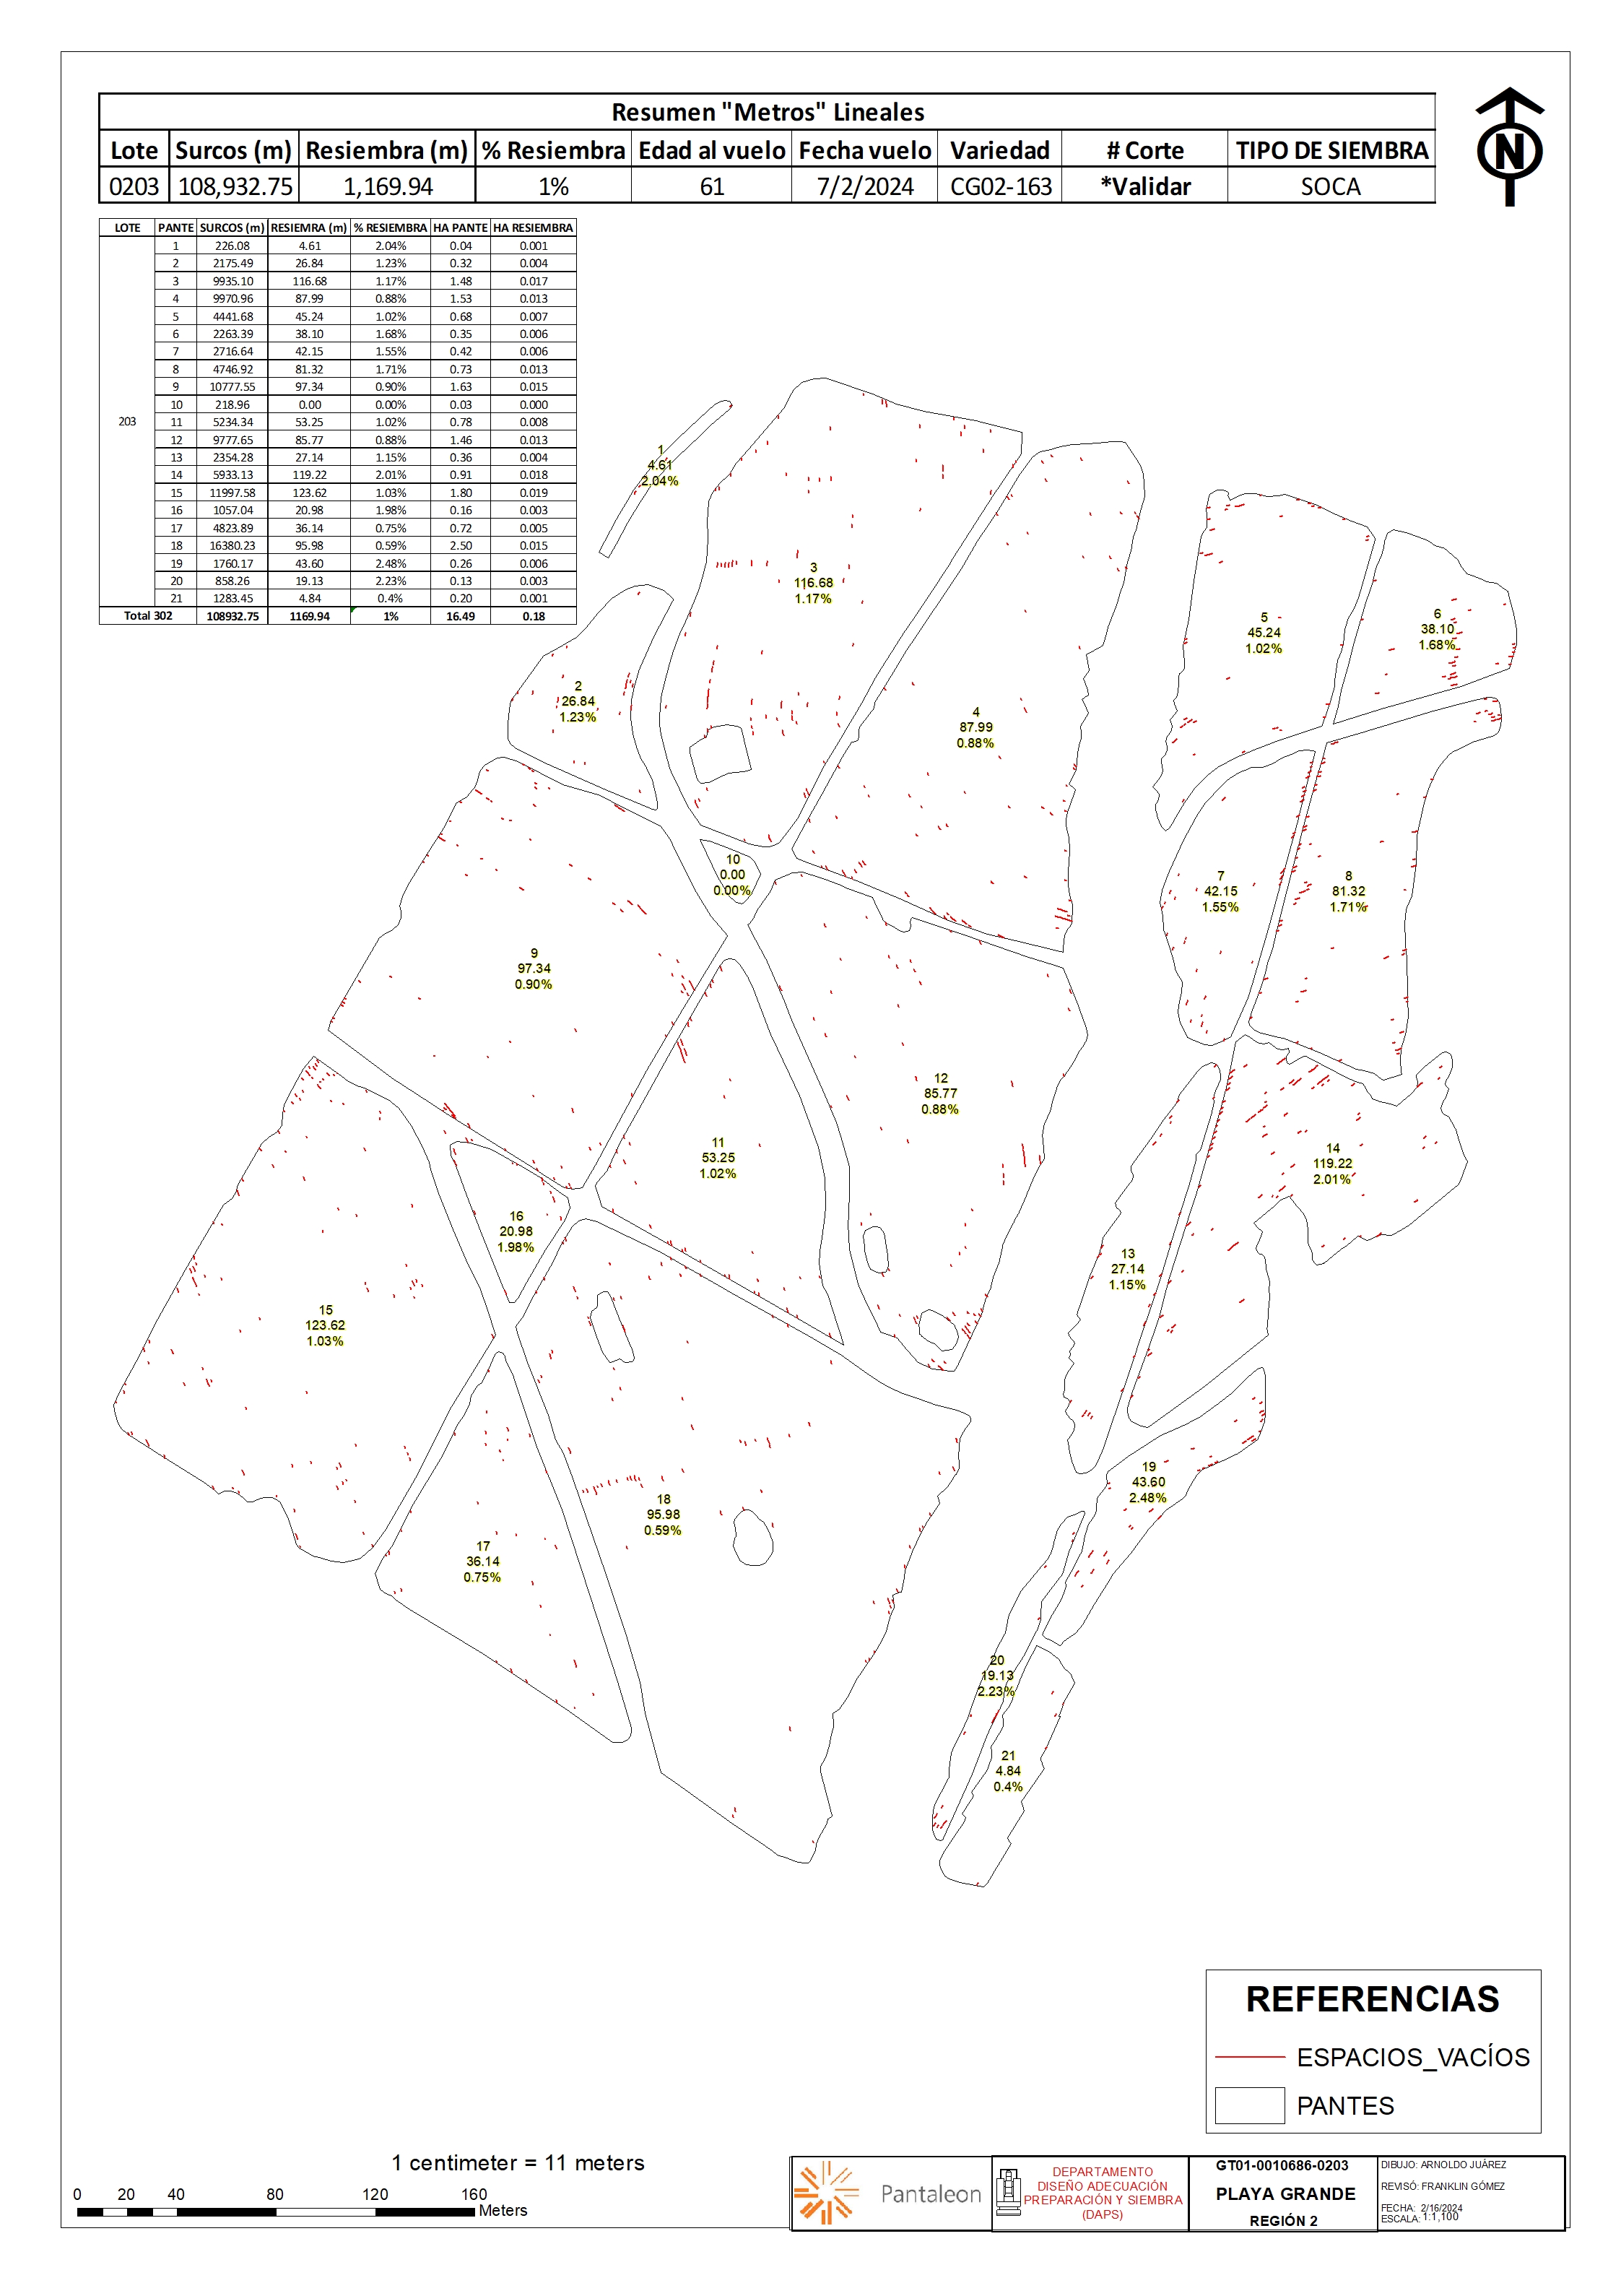 Resumen "Metros" Lineales
Lote Surcos (m) Resiembra (m) % Resiembra Edad al vuelo Fecha vuelo Variedad # Corte TIPO DE SIEMBRA
0203 108,932.75 1,169.94 1% 61 7/2/2024 CG02-163 *Validar SOCA
N
LOTE PANTE SURCOS (m) RESIEMRA (m) % RESIEMBRA HA PANTE HA RESIEMBRA
1 226.08 4.61 2.04% 0.04 0.001
2 2175.49 26.84 1.23% 0.32 0.004
3 9935.10 116.68 1.17% 1.48 0.017
4 9970.96 87.99 0.88% 1.53 0.013
5 4441.68 45.24 1.02% 0.68 0.007
6 2263.39 38.10 1.68% 0.35 0.006
7 2716.64 42.15 1.55% 0.42 0.006
8 4746.92 81.32 1.71% 0.73 0.013
9 10777.55 97.34 0.90% 1.63 0.015
10 218.96 0.00 0.00% 0.03 0.000
203 11 5234.34 53.25 1.02% 0.78 0.008
12 9777.65 85.77 0.88% 1.46 0.013
13 2354.28 27.14 1.15% 0.36 0.004
14 5933.13 119.22 2.01% 0.91 0.018
15 11997.58 123.62 1.03% 1.80 0.019
16 1057.04 20.98 1.98% 0.16 0.003
17 4823.89 36.14 0.75% 0.72 0.005
18 16380.23 95.98 0.59% 2.50 0.015
19 1760.17 43.60 2.48% 0.26 0.006
20 858.26 19.13 2.23% 0.13 0.003
21 1283.45 4.84 0.4% 0.20 0.001
Total 302 108932.75 1169.94 1% 16.49 0.18
1
4.61
2.04%
3
116.68
1.17%
5
45.24
1.02%
6
38.10
1.68%
2
26.84
1.23%
4
87.99
0.88%
10
0.00
0.00%
7
42.15
1.55%
8
81.32
1.71%
9
97.34
0.90%
12
85.77
0.88%
11
53.25
1.02%
14
119.22
2.01%
16
20.98
1.98%
13
27.14
1.15%
15
123.62
1.03%
19
43.60
2.48%
18
95.98
0.59%
17
36.14
0.75%
20
19.13
2.23%
21
4.84
0.4%
REFERENCIAS
ESPACIOS_VACÍOS
PANTES
1 centimeter = 11 meters
0 20 40 80 120 160
Meters
Pantaleon
DEPARTAMENTO
DISEÑO ADECUACIÓN
PREPARACIÓN Y SIEMBRA
(DAPS)
GT01-0010686-0203
PLAYA GRANDE
REGIÓN 2
DIBUJO: ARNOLDO JUÁREZ
REVISÓ: FRANKLIN GÓMEZ
FECHA: 2/16/2024
ESCALA: 1:1,100